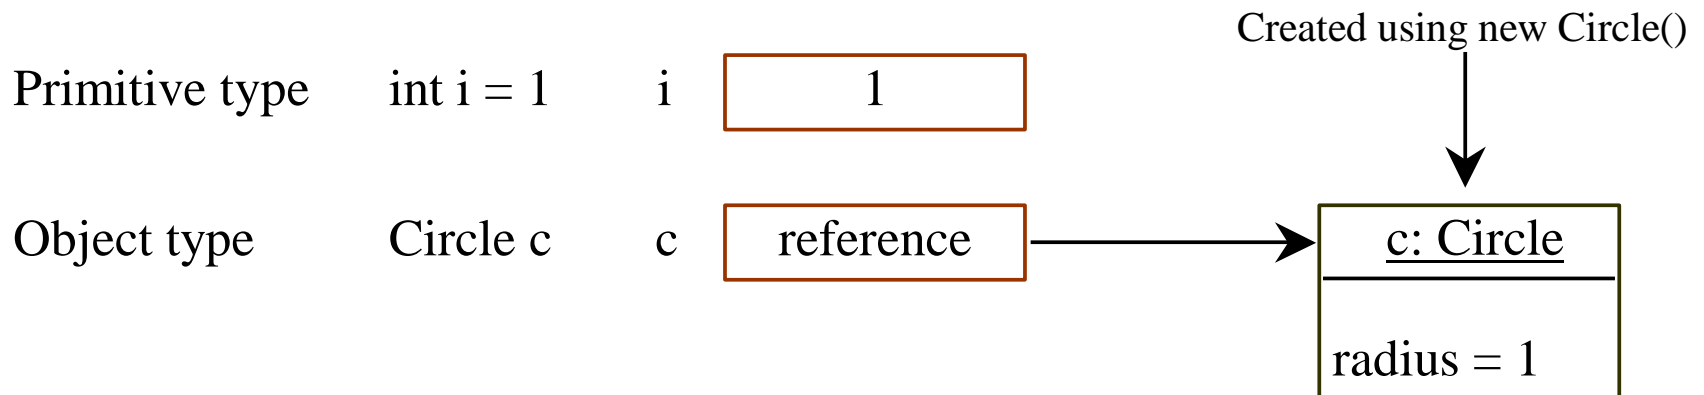 Created using new Circle()
Primitive type int i = 1 i 1
Object type Circle c c reference c: Circle
radius = 1